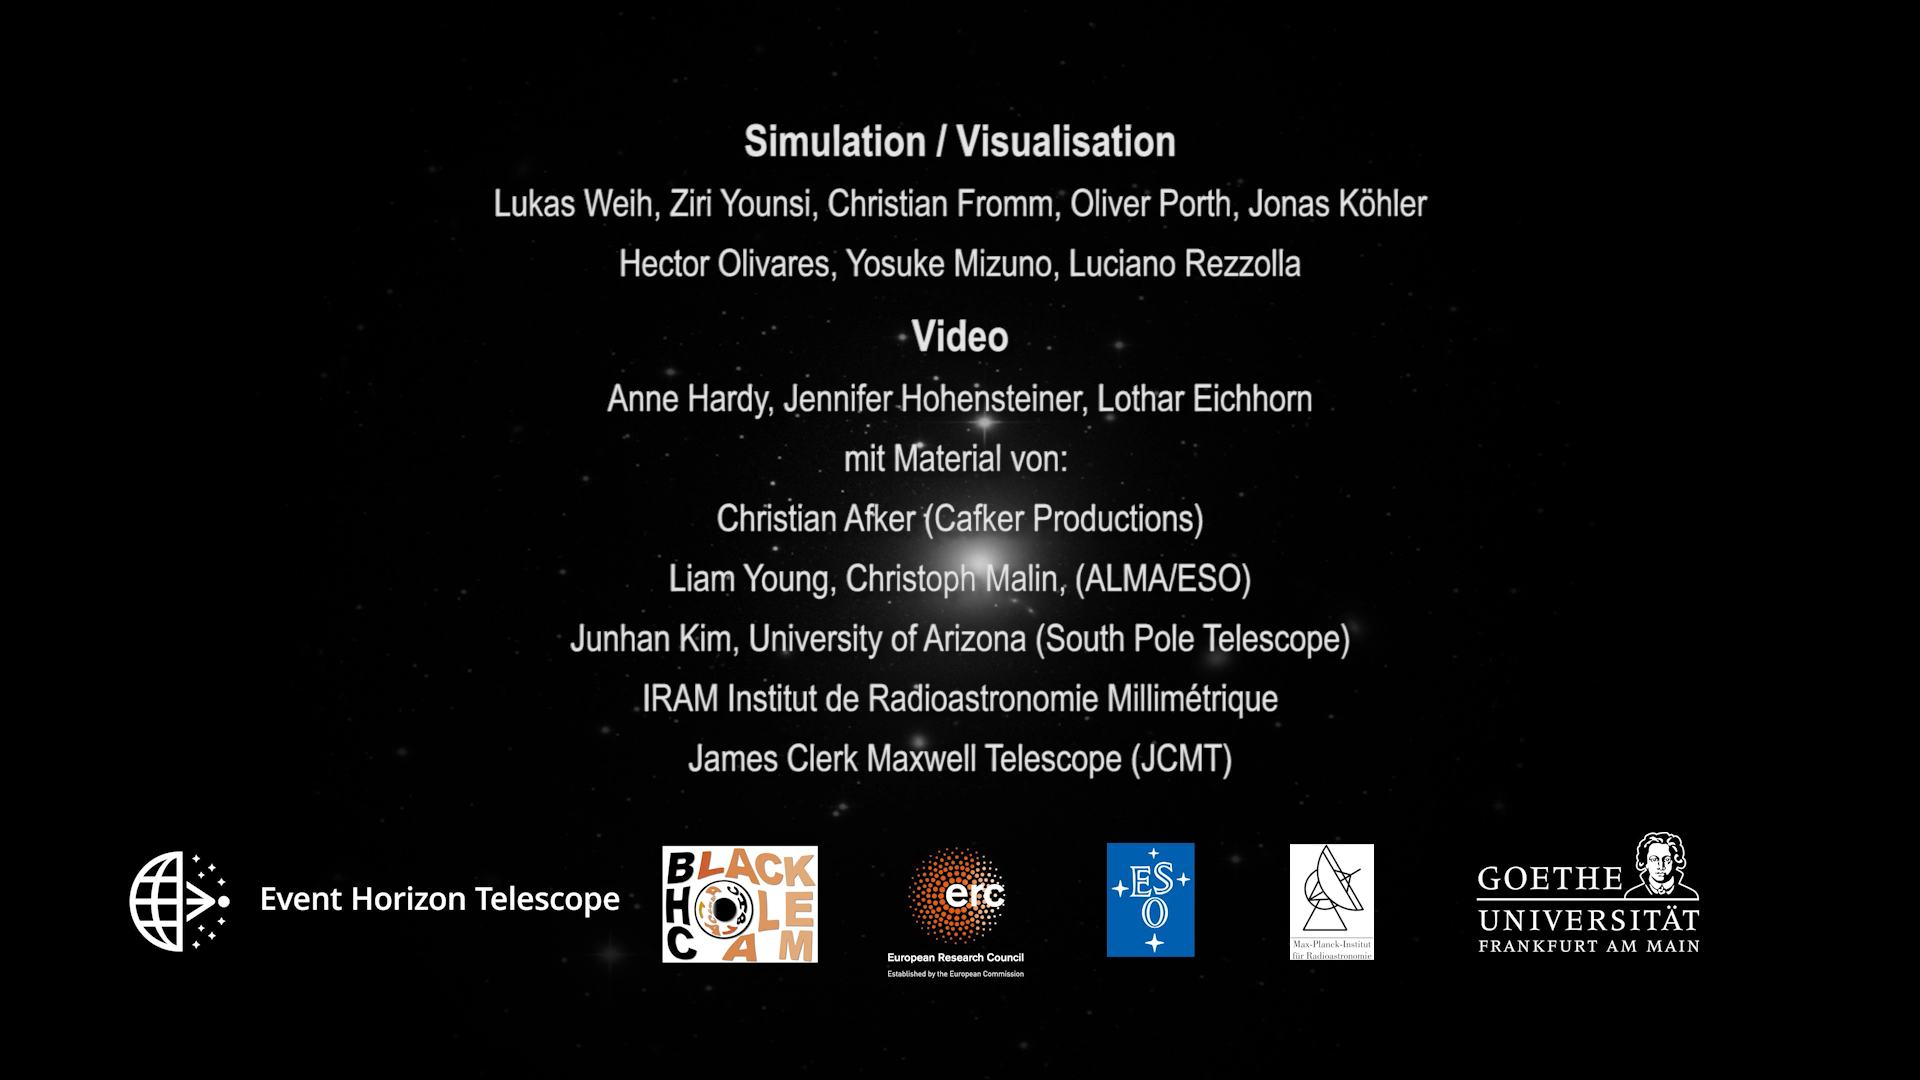 Simulation / Visualisation
Lukas Weih, Ziri Younsi, Christian Fromm, Oliver Porth, Jonas Köhler
Hector Olivares, Yosuke Mizuno, Luciano Rezzolla
Video
Anne Hardy, Jennifer Hohensteiner, Lothar Eichhorn
mit Material von:
Christian Afker (Cafker Productions)
Liam Young, Christoph Malin, (ALMA/ESO)
Junhan Kim, University of Arizona (South Pole Telescope)
IRAM Institut de Radioastronomie Millimétrique
James Clerk Maxwell Telescope (JCMT)
Event Horizon Telescope
BLACK
HOLE
CAM
erc
European Research Council
Established by the European Commission
ESO
Max-Planck-Institut
für Radioastronomie
GOETHE
UNIVERSITÄT
FRANKFURT AM MAIN